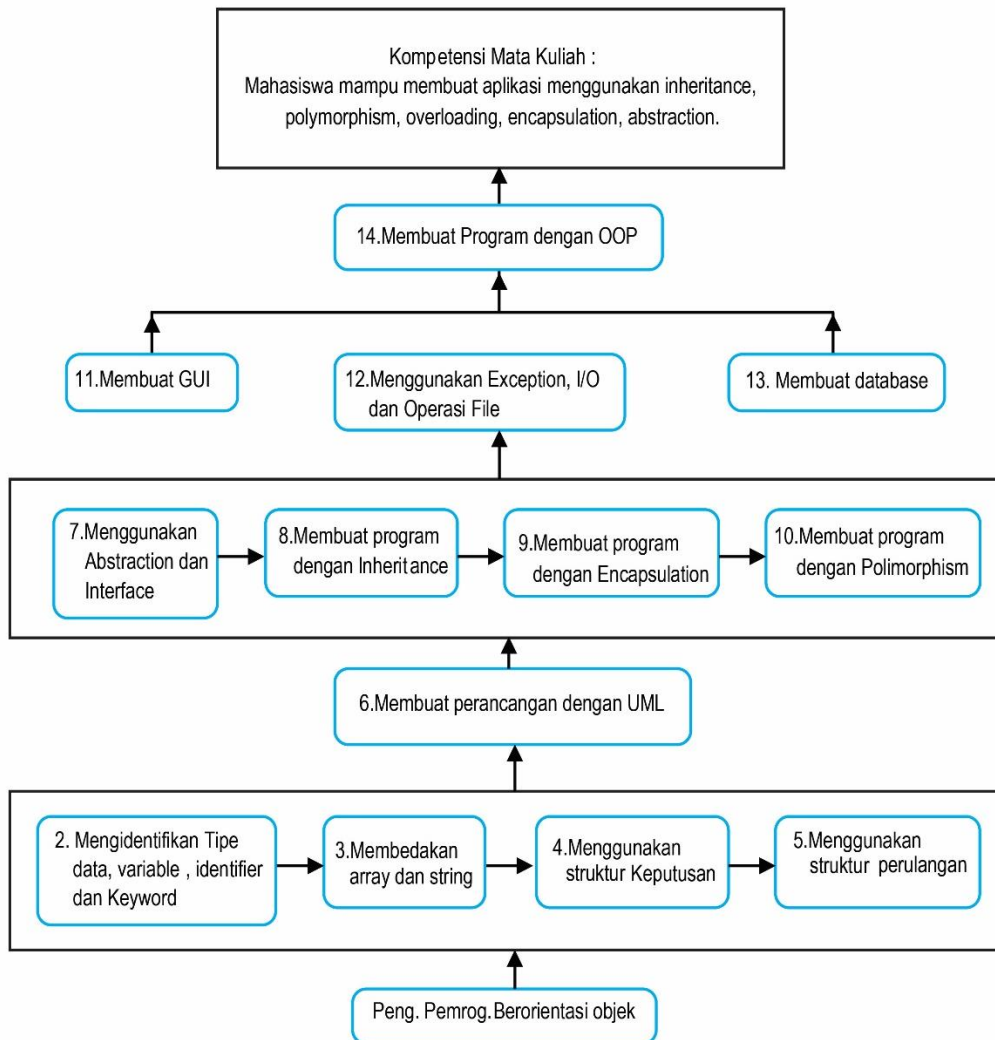 Kompetensi Mata Kuliah :
Mahasiswa mampu membuat aplikasi menggunakan inheritance,
polymorphism, overloading, encapsulation, abstraction.
14.Membuat Program dengan OOP
11.Membuat GUI
12.Menggunakan Exception, I/O
dan Operasi File
13. Membuat database
7.Menggunakan
Abstraction dan
Interface
8.Membuat program
dengan Inheritance
9.Membuat program
dengan Encapsulation
10.Membuat program
dengan Polimorphism
6.Membuat perancangan dengan UML
2. Mengidentifikan Tipe
data, variable , identifier
dan Keyword
3.Membedakan
array dan string
4.Menggunakan
struktur Keputusan
5.Menggunakan
struktur perulangan
Peng. Pemrog.Berorientasi objek